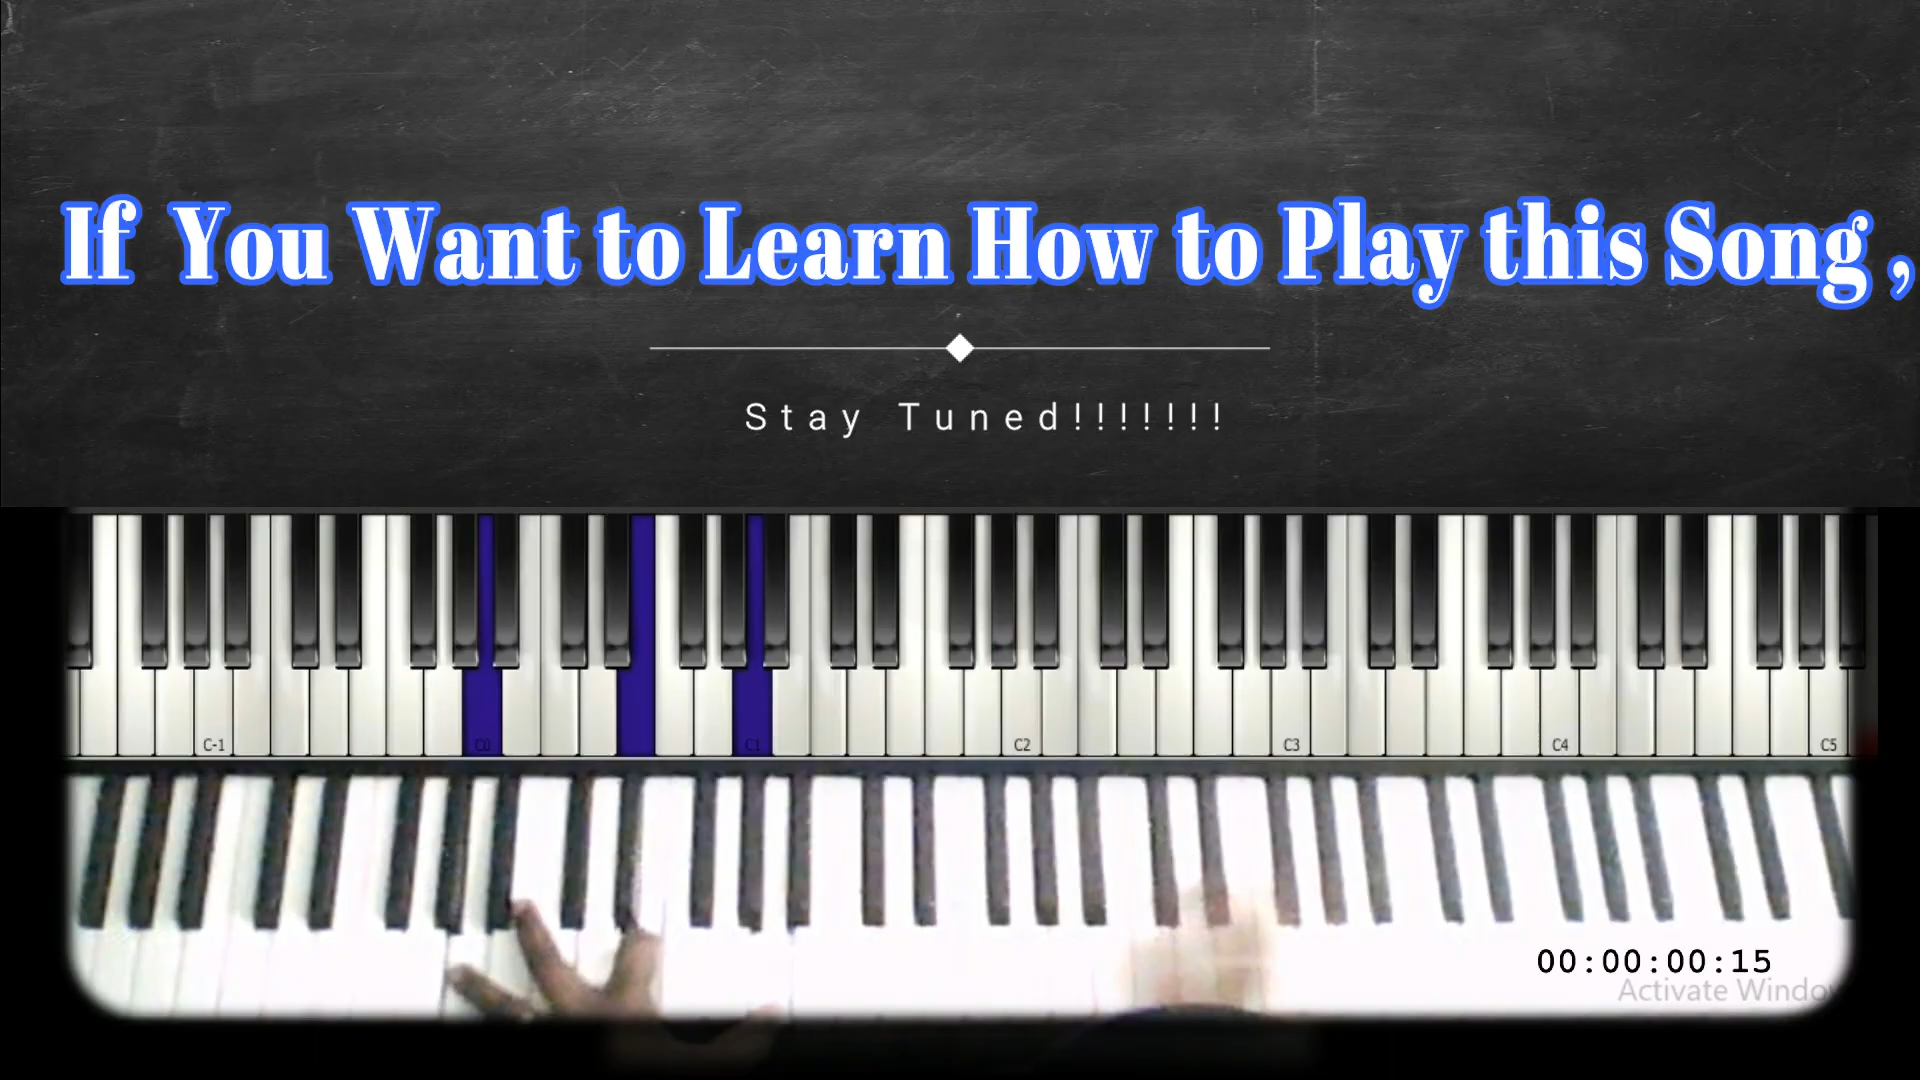 If You Want to Learn How to Play this Song ,
Stay Tuned!!!!!!!
C-1 C0 C1 C2 C3 C4 C5
00:00:00:15
Activate Windo